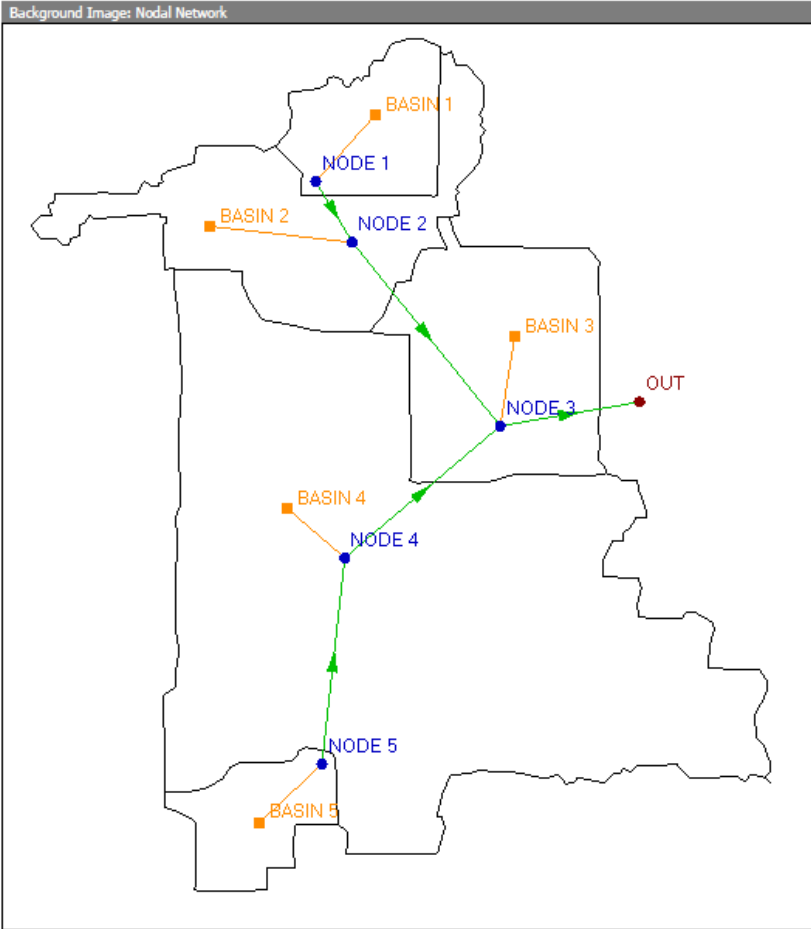 Background Image: Nodal Network
BASIN 1
NODE 1
BASIN 2
NODE 2
BASIN 3
OUT
NODE 3
BASIN 4
NODE 4
NODE 5
BASIN 5